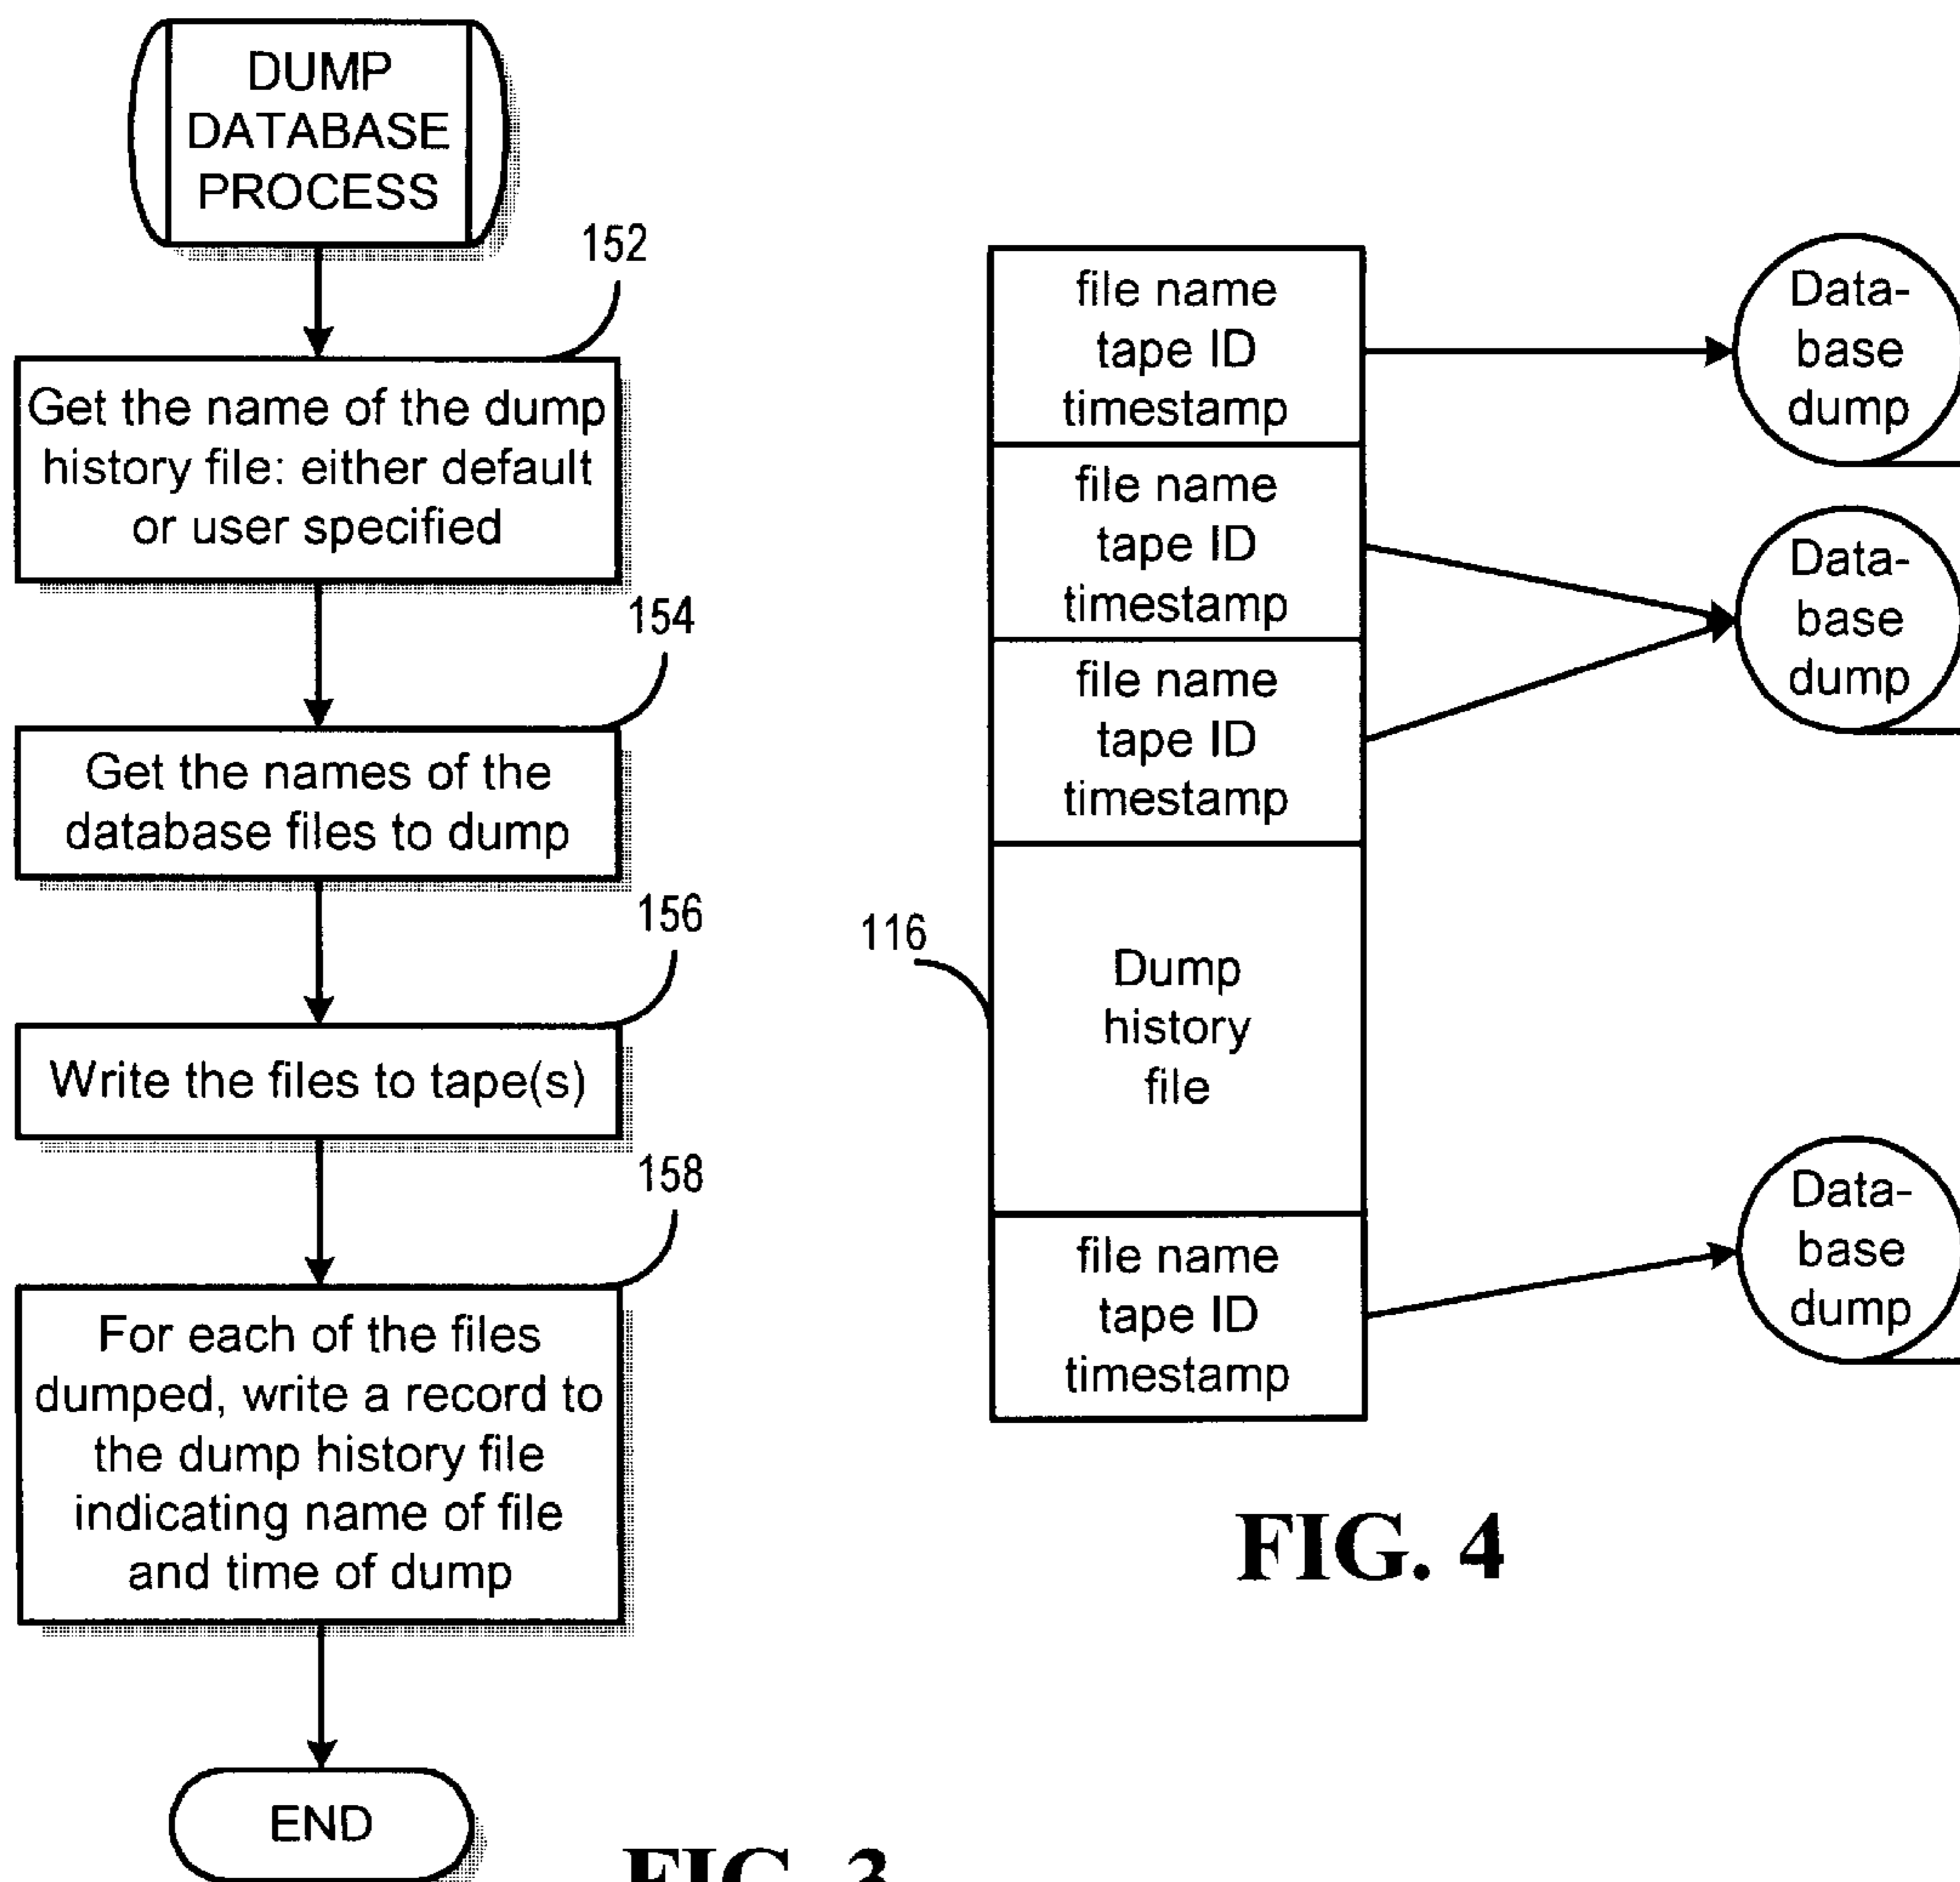 DUMP
DATABASE
PROCESS
152
Get the name of the dump
history file: either default
or user specified
154
Get the names of the
database files to dump
156
Write the files to tape(s)
158
For each of the files
dumped, write a record to
the dump history file
indicating name of file
and time of dump
END
FIG. 3
file name
tape ID
timestamp
file name
tape ID
timestamp
file name
tape ID
timestamp
116
Dump
history
file
file name
tape ID
timestamp
Data-
base
dump
Data-
base
dump
Data-
base
dump
FIG. 4